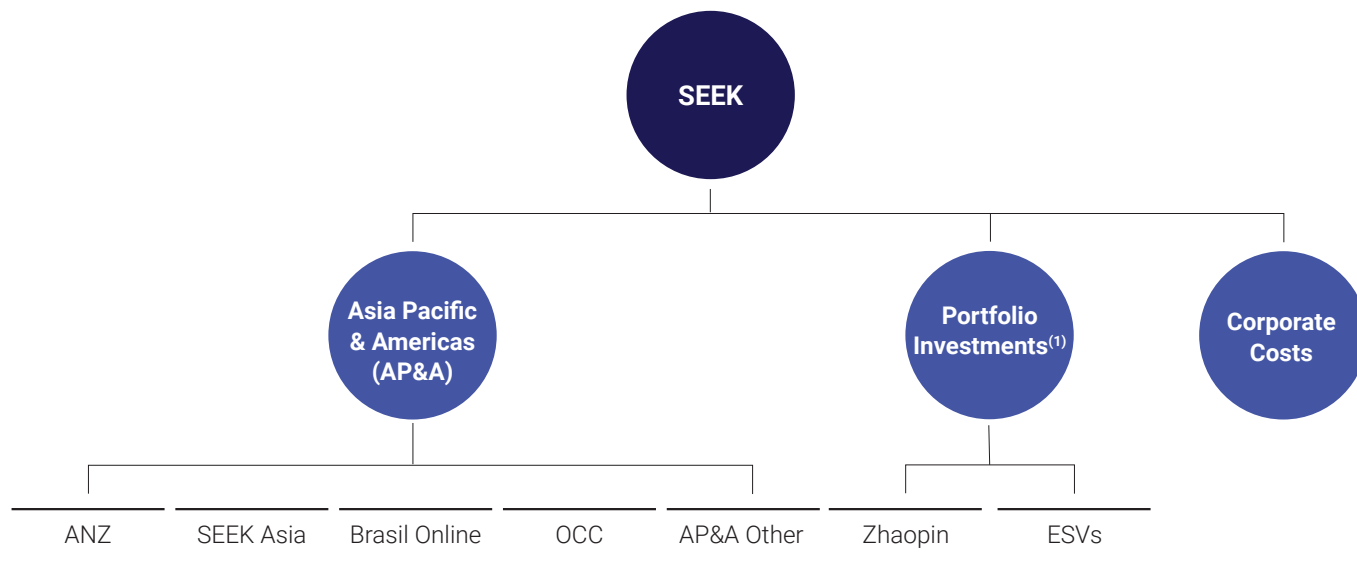 SEEK
Asia Pacific
& Americas
(AP&A)
Portfolio
Investments(1)
Corporate
Costs
ANZ
SEEK Asia
Brasil Online
OCC
AP&A Other
Zhaopin
ESVs